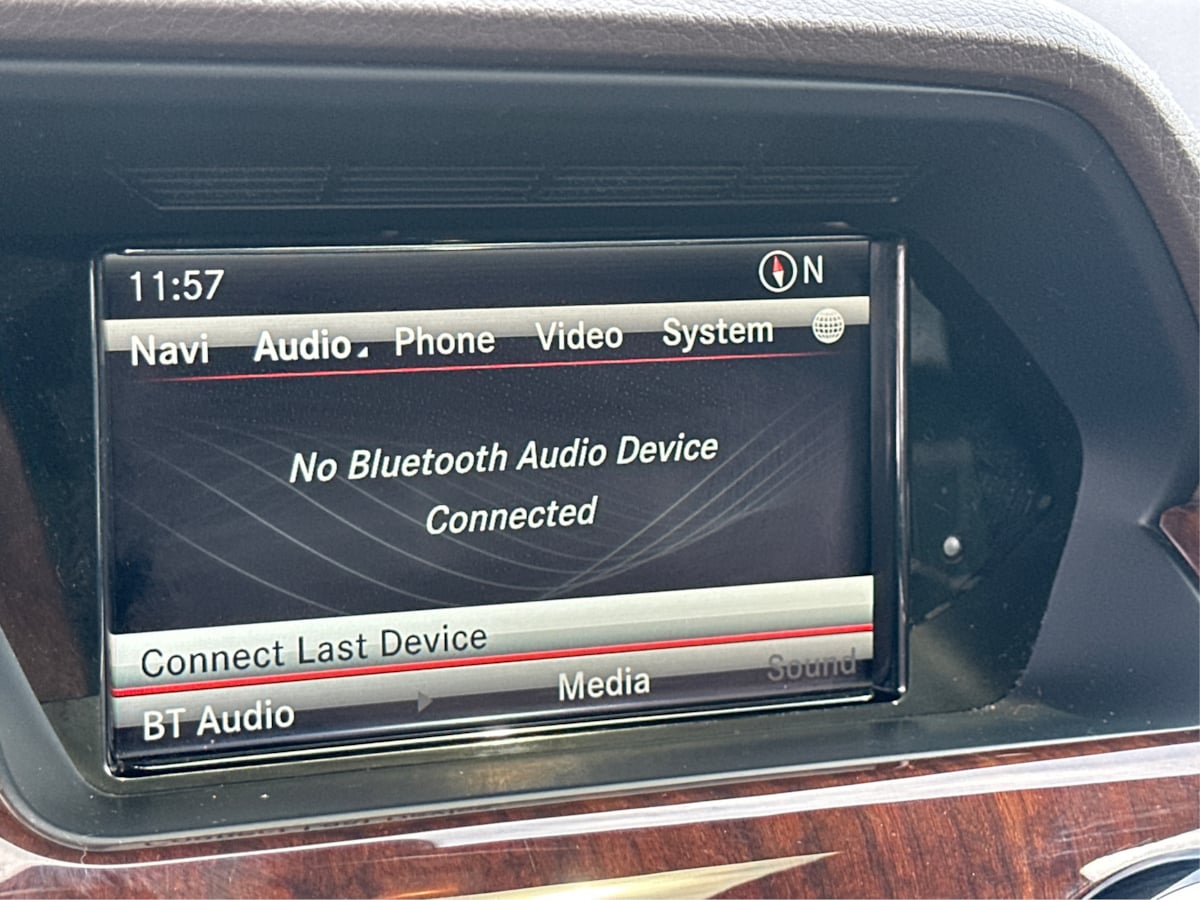 11:57 N
Navi Audio Phone Video System
No Bluetooth Audio Device
Connected
Connect Last Device
BT Audio Media Sound